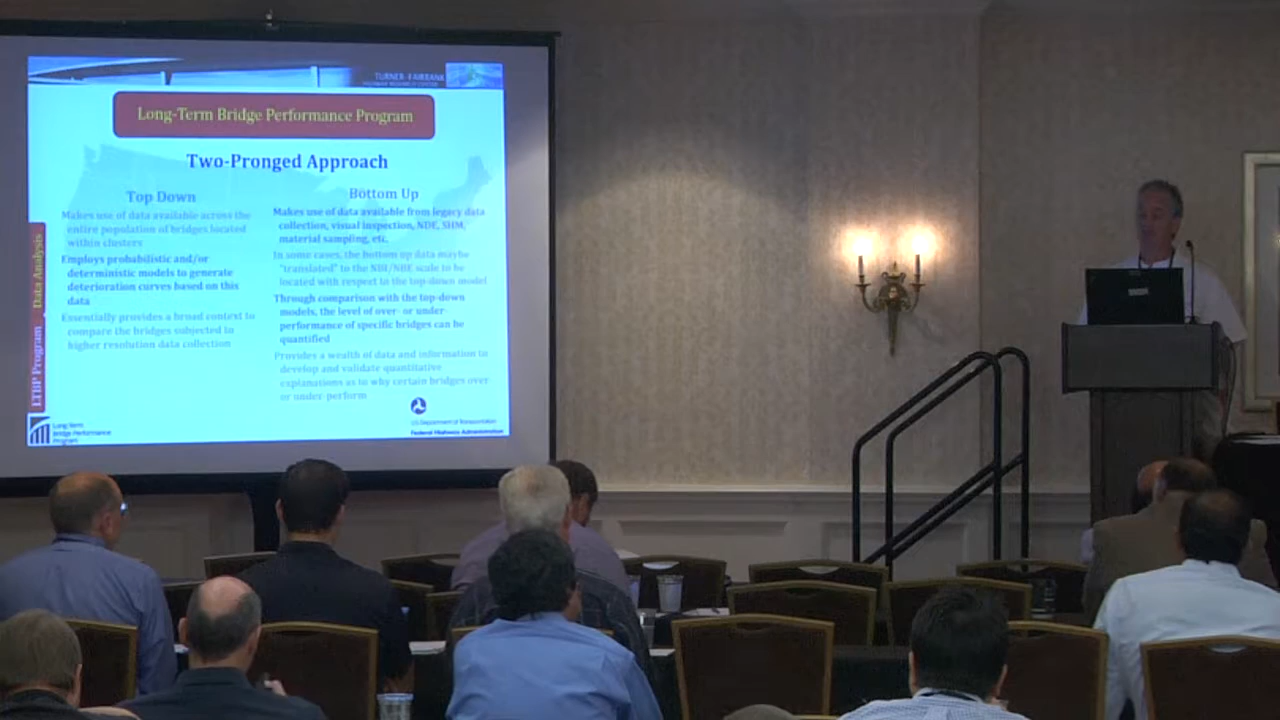 TURNER-FAIRBANK
HIGHWAY RESEARCH CENTER
Long-Term Bridge Performance Program
Two-Pronged Approach
Top Down
Makes use of data available across the
entire population of bridges located
within clusters
Employs probabilistic and/or
deterministic models to generate
deterioration curves based on this
data
Essentially provides a broad context to
compare the bridges subjected to
higher resolution data collection
Bottom Up
Makes use of data available from legacy data
collection, visual inspection, NDE, SHM,
material sampling, etc.
In some cases, the bottom up data maybe
"translated" to the NBI/NBE scale to be
located with respect to the top-down model
Through comparison with the top-down
models, the level of over- or under-
performance of specific bridges can be
quantified
Provides a wealth of data and information to
develop and validate quantitative
explanations as to why certain bridges over
or under-perform
LTBP Program , Data Analysis
Long-Term
Bridge Performance
Program
U.S. Department of Transportation
Federal Highway Administration